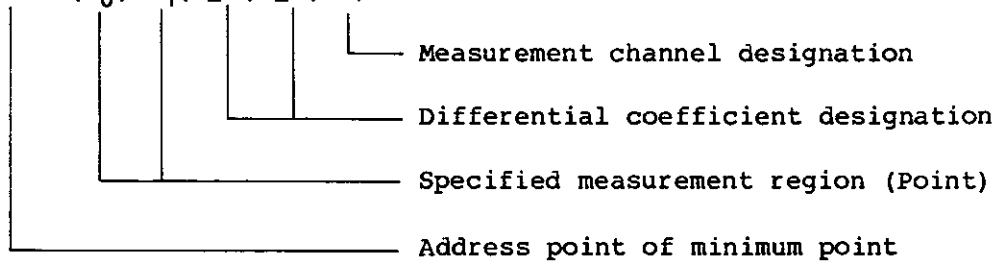 Measurement channel designation
Differential coefficient designation
Specified measurement region (Point)
Address point of minimum point